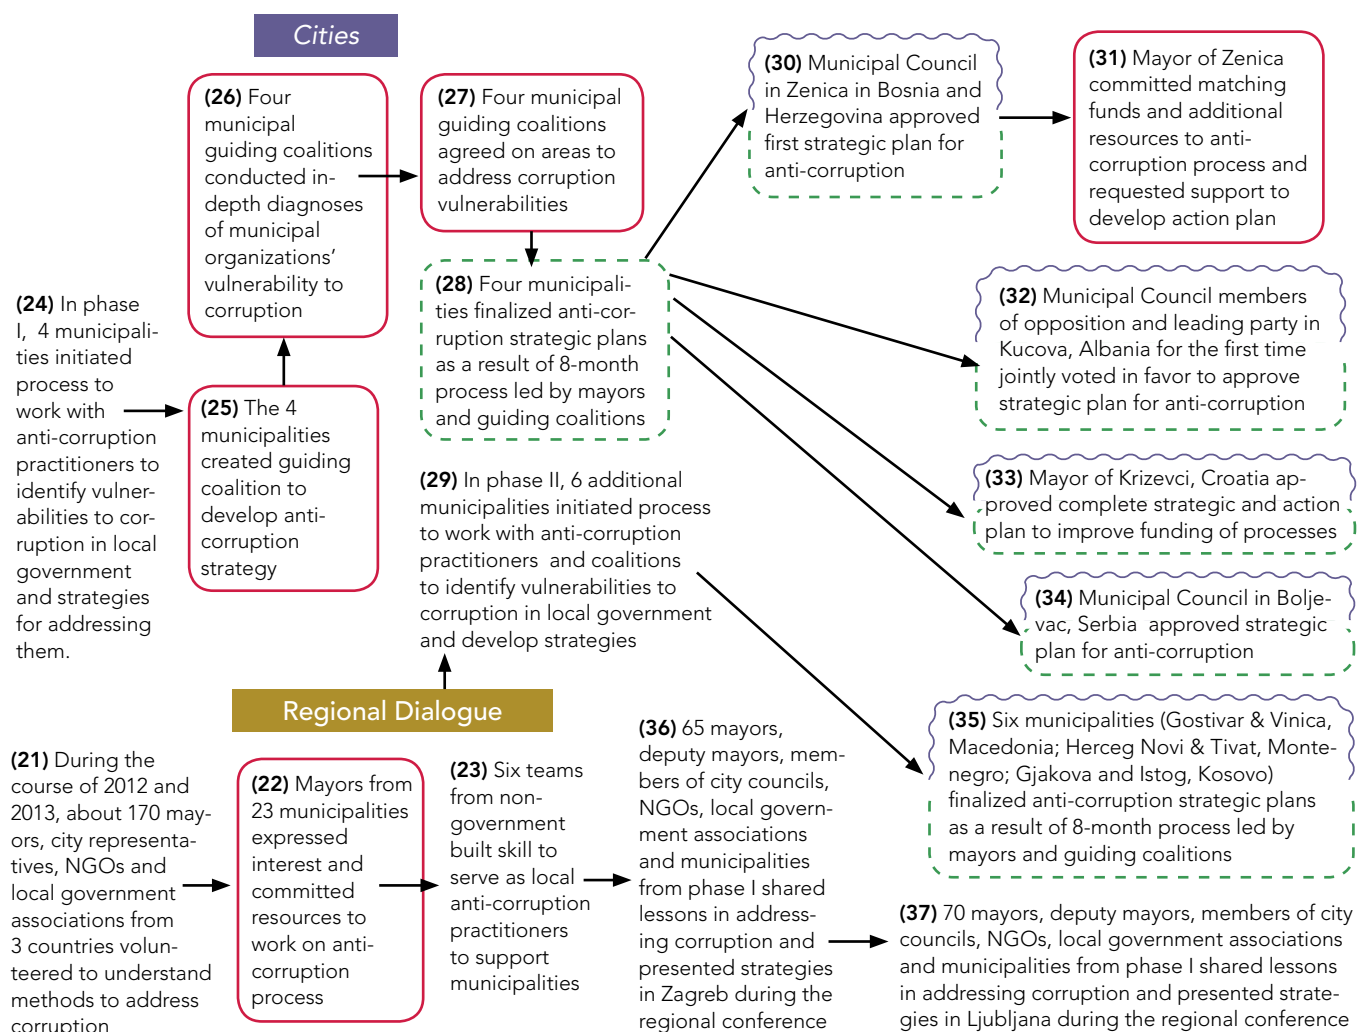 Cities
(24) In phase
I, 4 municipali-
ties initiated
process to
work with
anti-corruption
practitioners to
identify vulner-
abilities to cor-
ruption in local
government
and strategies
for addressing
them.
(25) The 4
municipalities
created guiding
coalition to
develop anti-
corruption
strategy
(26) Four
municipal
guiding coalitions
conducted in-
depth diagnoses
of municipal
organizations’
vulnerability to
corruption
(27) Four municipal
guiding coalitions
agreed on areas to
address corruption
vulnerabilities
(28) Four municipali-
ties finalized anti-cor-
ruption strategic plans
as a result of 8-month
process led by mayors
and guiding coalitions
(29) In phase II, 6 additional
municipalities initiated process
to work with anti-corruption
practitioners and coalitions
to identify vulnerabilities to
corruption in local government
and develop strategies
(30) Municipal Council
in Zenica in Bosnia and
Herzegovina approved
first strategic plan for
anti-corruption
(31) Mayor of Zenica
committed matching
funds and additional
resources to anti-
corruption process and
requested support to
develop action plan
(32) Municipal Council members
of opposition and leading party in
Kucova, Albania for the first time
jointly voted in favor to approve
strategic plan for anti-corruption
(33) Mayor of Krizevci, Croatia ap-
proved complete strategic and action
plan to improve funding of processes
(34) Municipal Council in Bolje-
vac, Serbia approved strategic
plan for anti-corruption
(35) Six municipalities (Gostivar & Vinica,
Macedonia; Herceg Novi & Tivat, Monte-
negro; Gjakova and Istog, Kosovo)
finalized anti-corruption strategic plans
as a result of 8-month process led by
mayors and guiding coalitions
Regional Dialogue
(21) During the
course of 2012 and
2013, about 170 may-
ors, city representa-
tives, NGOs and
local government
associations from
3 countries volun-
teered to understand
methods to address
corruption
(22) Mayors from
23 municipalities
expressed
interest and
committed
resources to
work on anti-
corruption
process
(23) Six teams
from non-
government
built skill to
serve as local
anti-corruption
practitioners
to support
municipalities
(36) 65 mayors,
deputy mayors, mem-
bers of city councils,
NGOs, local govern-
ment associations
and municipalities
from phase I shared
lessons in address-
ing corruption and
presented strategies
in Zagreb during the
regional conference
(37) 70 mayors, deputy mayors, members of city
councils, NGOs, local government associations
and municipalities from phase I shared lessons
in addressing corruption and presented strate-
gies in Ljubljana during the regional conference